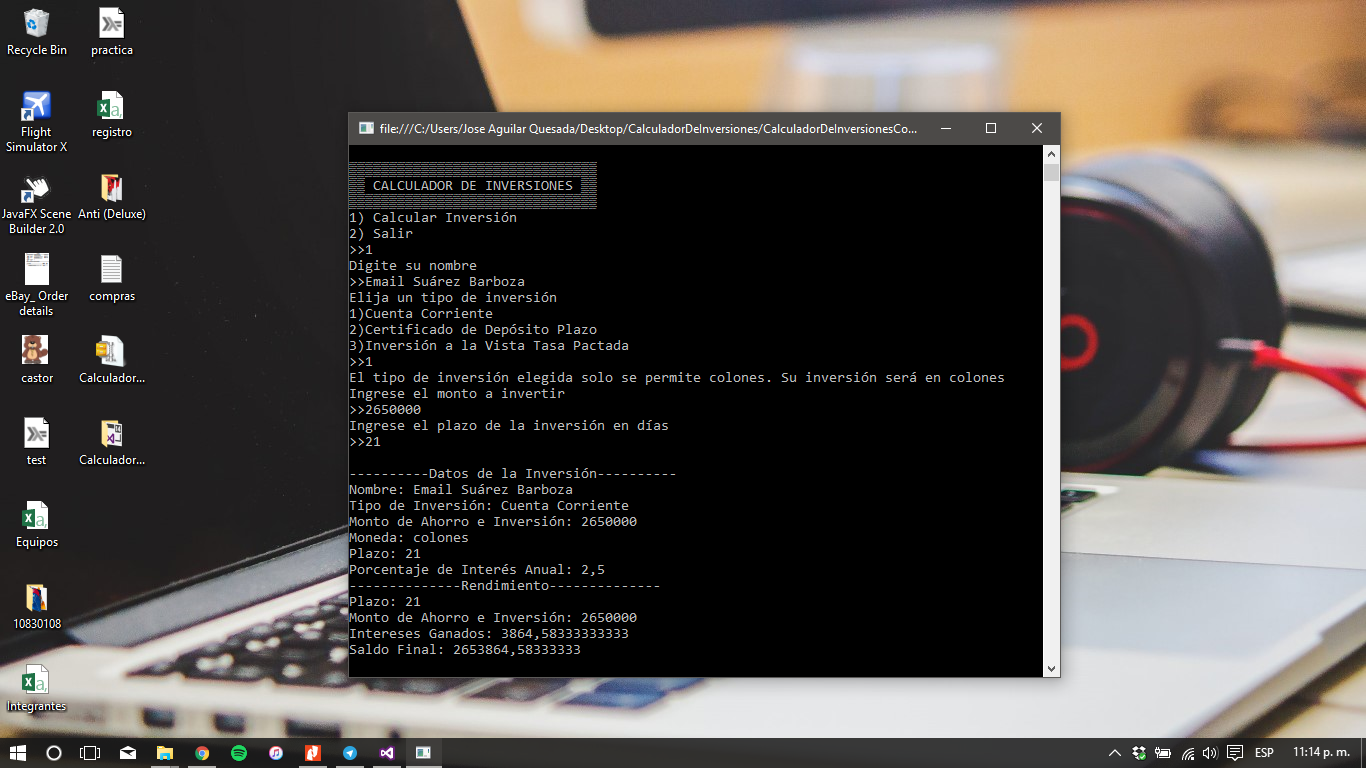 Recycle Bin
practica
Flight
Simulator X
registro
JavaFX Scene
Builder 2.0
Anti (Deluxe)
eBay_ Order
details
compras
castor
Calculador...
test
Calculador...
Equipos
10830108
Integrantes
file:///C:/Users/Jose Aguilar Quesada/Desktop/CalculadorDeInversiones/CalculadorDeInversionesCo...
CALCULADOR DE INVERSIONES
1) Calcular Inversión
2) Salir
>>1
Digite su nombre
>>Email Suárez Barboza
Elija un tipo de inversión
1)Cuenta Corriente
2)Certificado de Depósito Plazo
3)Inversión a la Vista Tasa Pactada
>>1
El tipo de inversión elegida solo se permite colones. Su inversión será en colones
Ingrese el monto a invertir
>>2650000
Ingrese el plazo de la inversión en días
>>21
----------Datos de la Inversión----------
Nombre: Email Suárez Barboza
Tipo de Inversión: Cuenta Corriente
Monto de Ahorro e Inversión: 2650000
Moneda: colones
Plazo: 21
Porcentaje de Interés Anual: 2,5
--------------Rendimiento--------------
Plazo: 21
Monto de Ahorro e Inversión: 2650000
Intereses Ganados: 3864,58333333333
Saldo Final: 2653864,58333333
ESP
11:14 p. m.